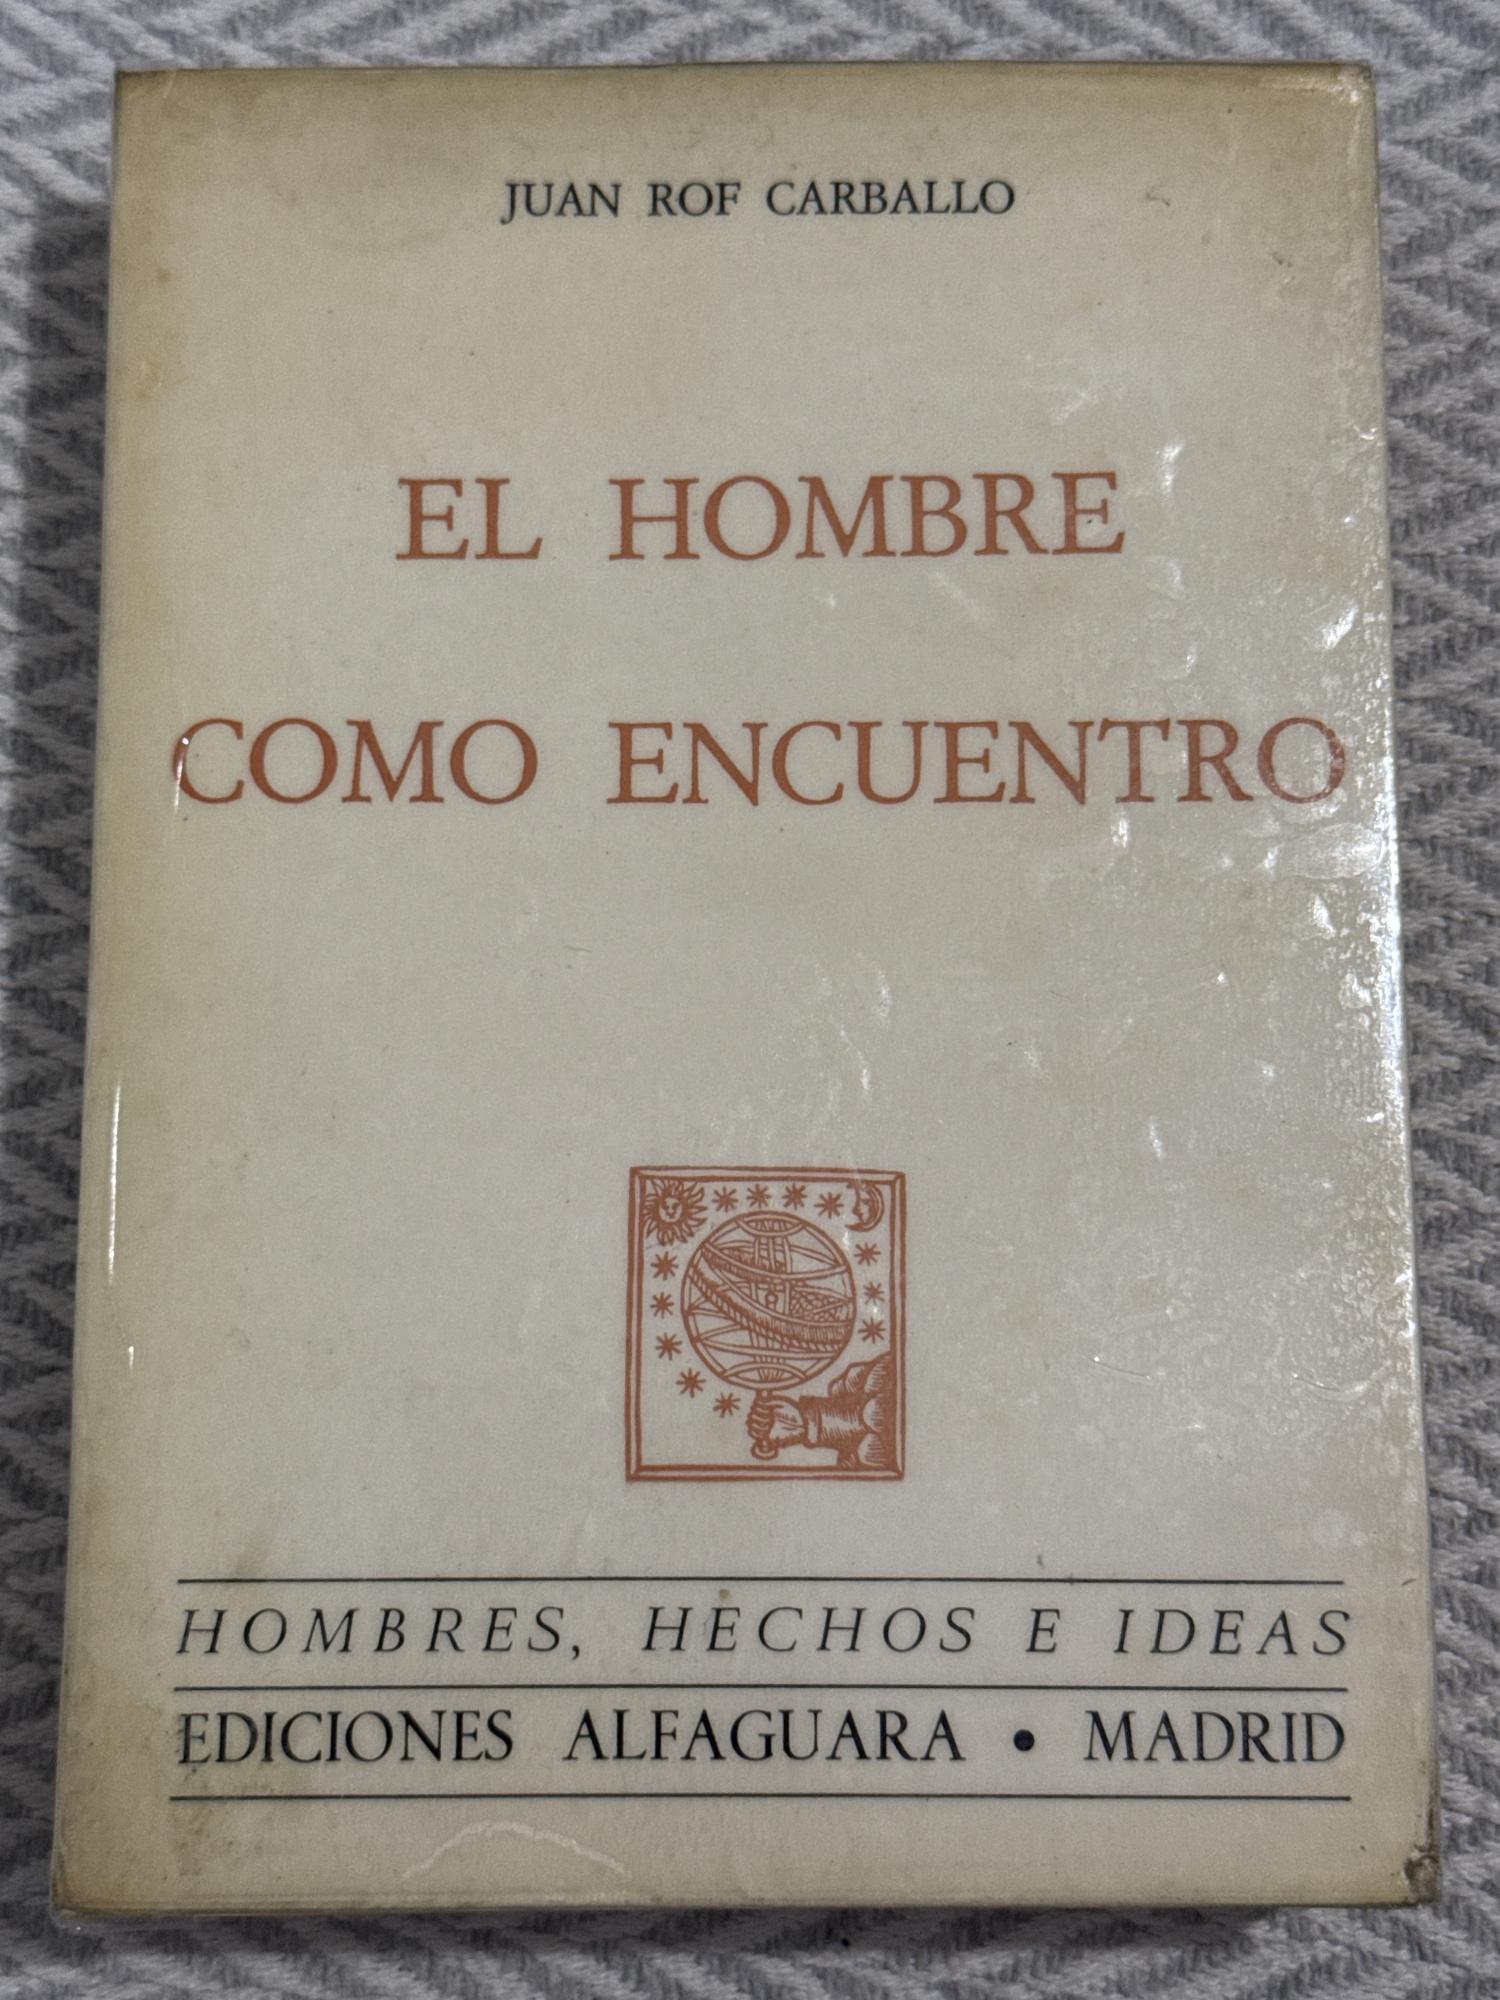 JUAN ROF CARBALLO
EL HOMBRE
COMO ENCUENTRO
HOMBRES, HECHOS E IDEAS
EDICIONES ALFAGUARA • MADRID